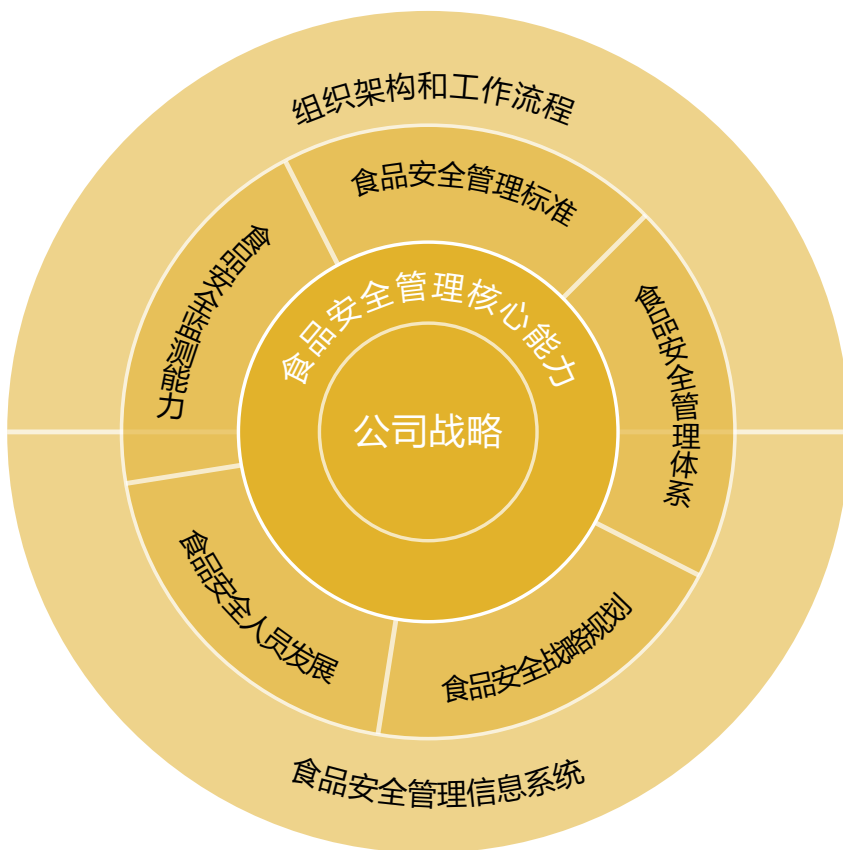 组织架构和工作流程
食品安全管理标准
食品安全监测能力
食品安全管理体系
食品安全管理核心能力
公司战略
食品安全人员发展
食品安全战略规划
食品安全管理信息系统